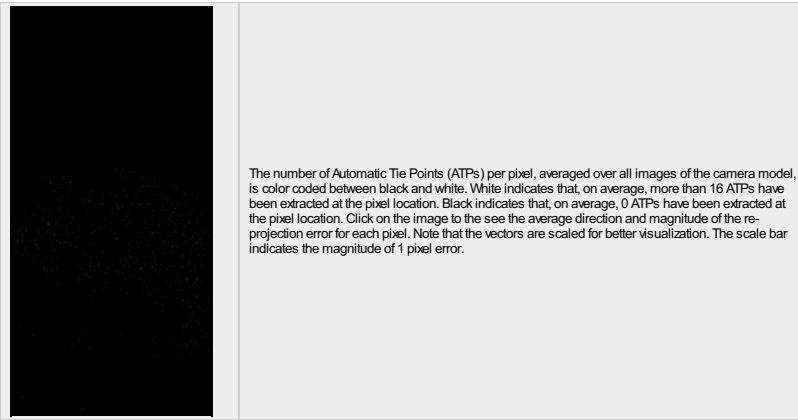 The number of Automatic Tie Points (ATPs) per pixel, averaged over all images of the camera model,
is color coded between black and white. White indicates that, on average, more than 16 ATPs have
been extracted at the pixel location. Black indicates that, on average, 0 ATPs have been extracted at
the pixel location. Click on the image to the see the average direction and magnitude of the re-
projection error for each pixel. Note that the vectors are scaled for better visualization. The scale bar
indicates the magnitude of 1 pixel error.